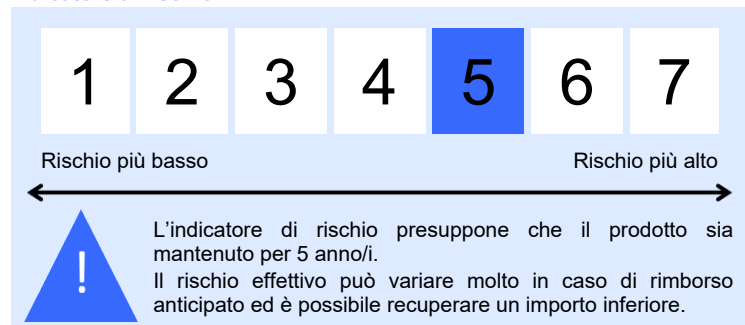 1 2 3 4 5 6 7
Rischio più basso Rischio più alto
!
L'indicatore di rischio presuppone che il prodotto sia
mantenuto per 5 anno/i.
Il rischio effettivo può variare molto in caso di rimborso
anticipato ed è possibile recuperare un importo inferiore.